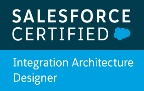 SALESFORCE
CERTIFIED
Integration Architecture
Designer